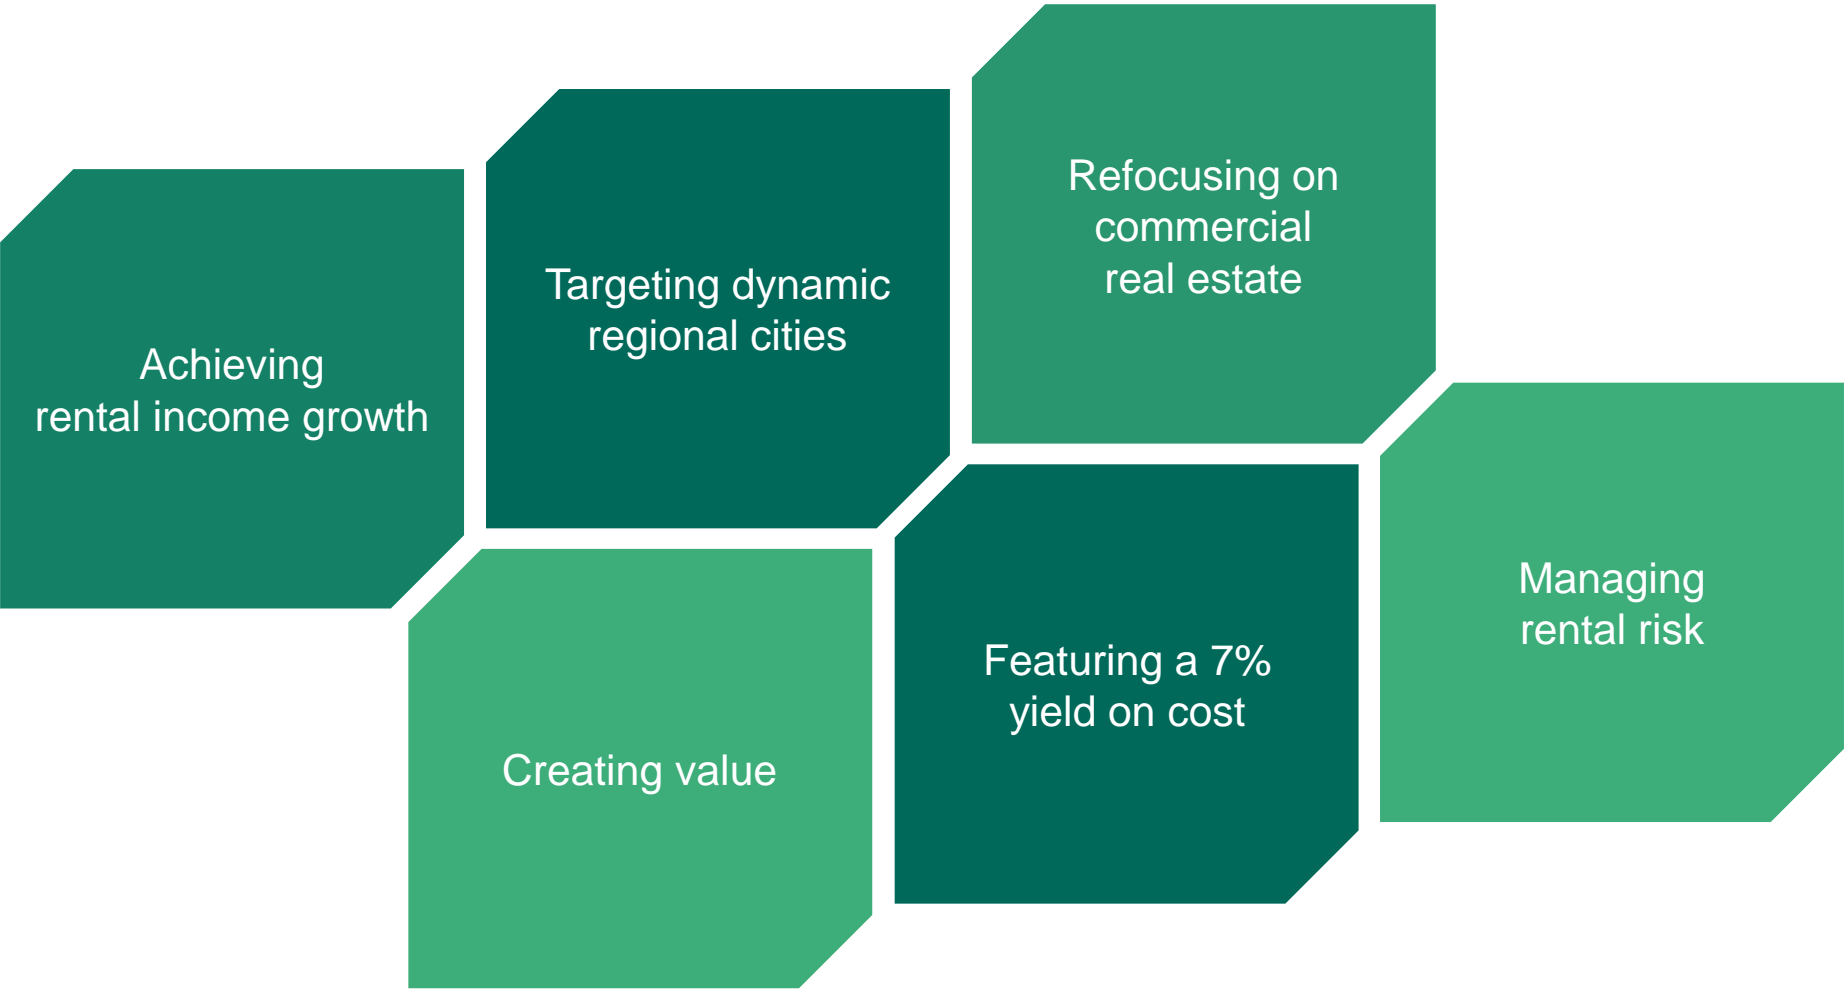 Achieving
rental income growth
Targeting dynamic
regional cities
Refocusing on
commercial
real estate
Creating value
Featuring a 7%
yield on cost
Managing
rental risk